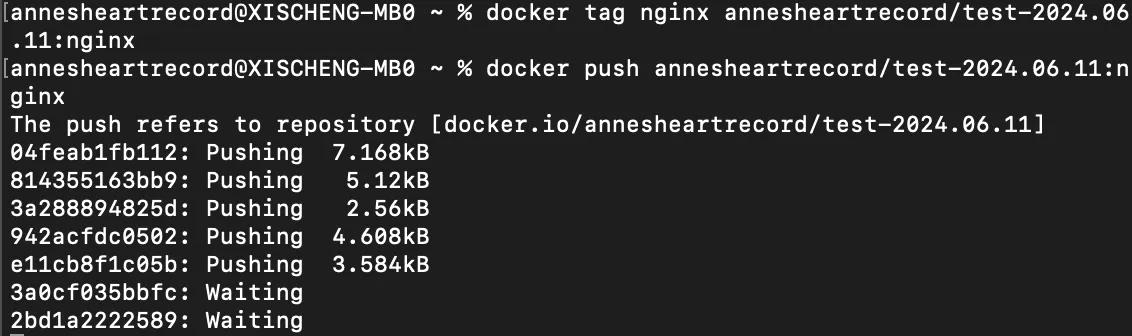 [annesheartrecord@XISCHENG-MB0 ~ % docker tag nginx annesheartrecord/test-2024.06
.11:nginx
[annesheartrecord@XISCHENG-MB0 ~ % docker push annesheartrecord/test-2024.06.11:n
ginx
The push refers to repository [docker.io/annesheartrecord/test-2024.06.11]
04feab1fb112: Pushing  7.168kB
814355163bb9: Pushing   5.12kB
3a288894825d: Pushing   2.56kB
942acfdc0502: Pushing  4.608kB
e11cb8f1c05b: Pushing  3.584kB
3a0cf035bbfc: Waiting
2bd1a2222589: Waiting